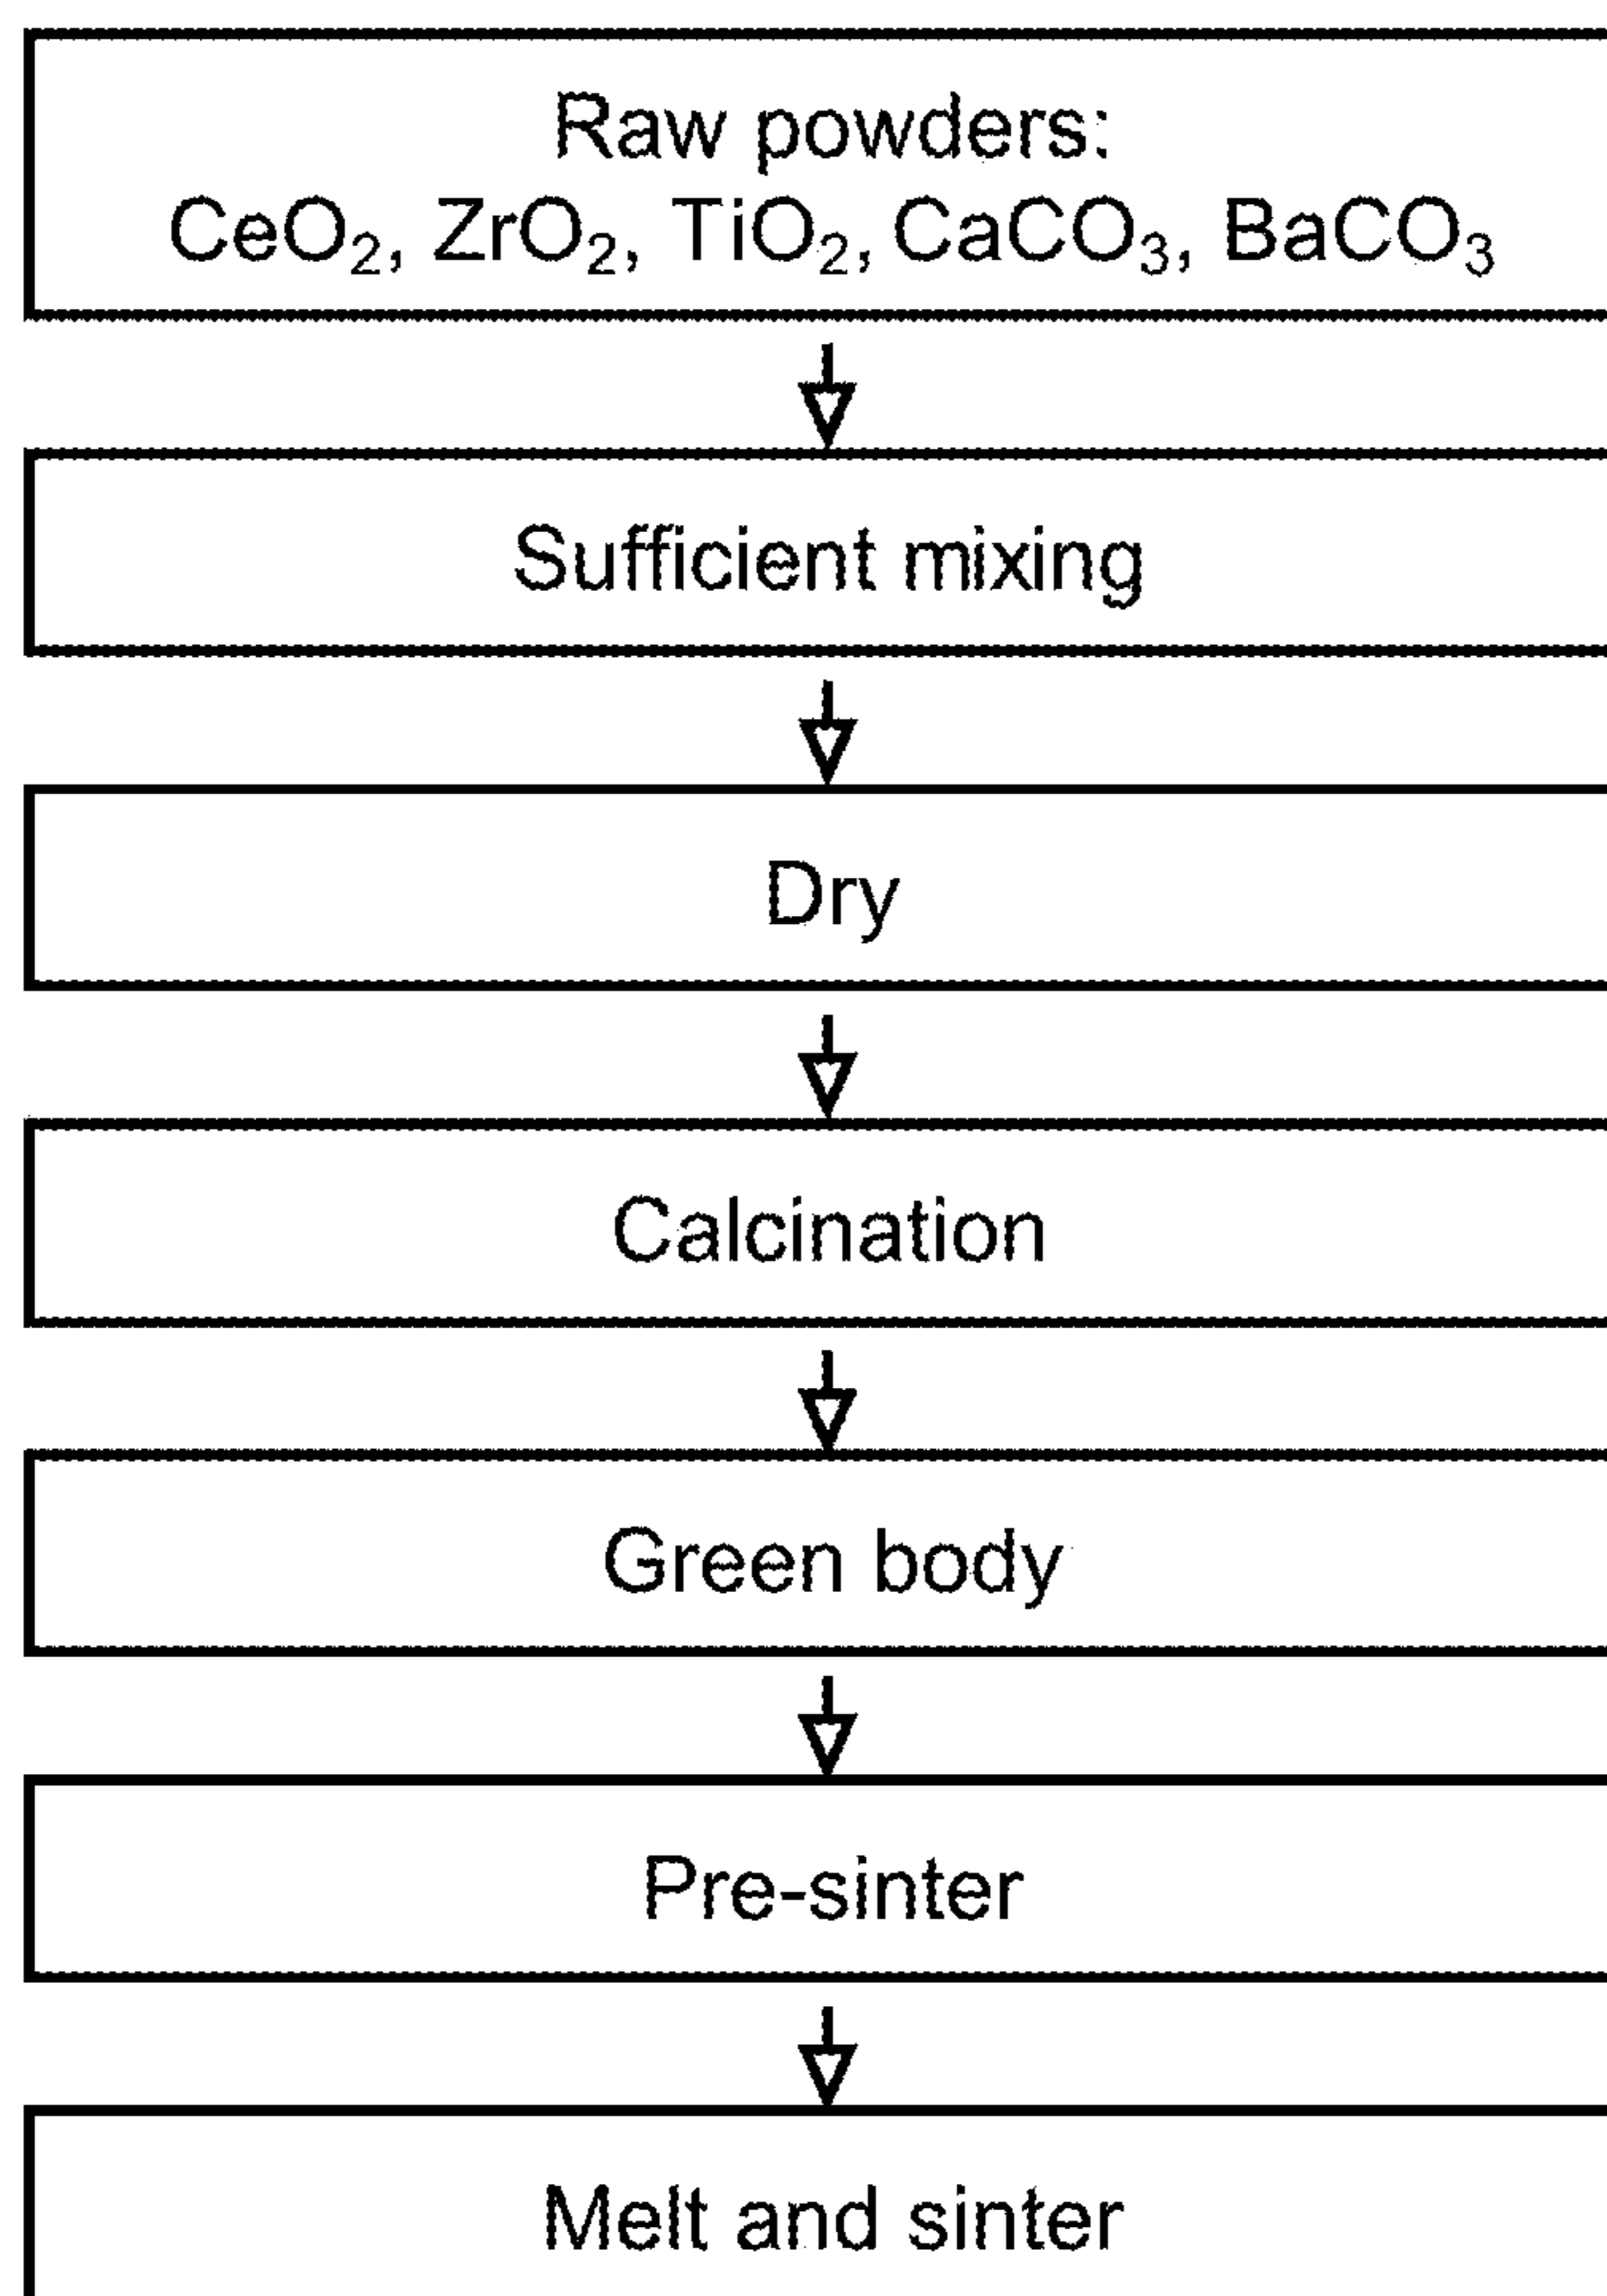 Raw powders:
CeO₂, ZrO₂, TiO₂, CaCO₃, BaCO₃
Sufficient mixing
Dry
Calcination
Green body
Pre-sinter
Melt and sinter